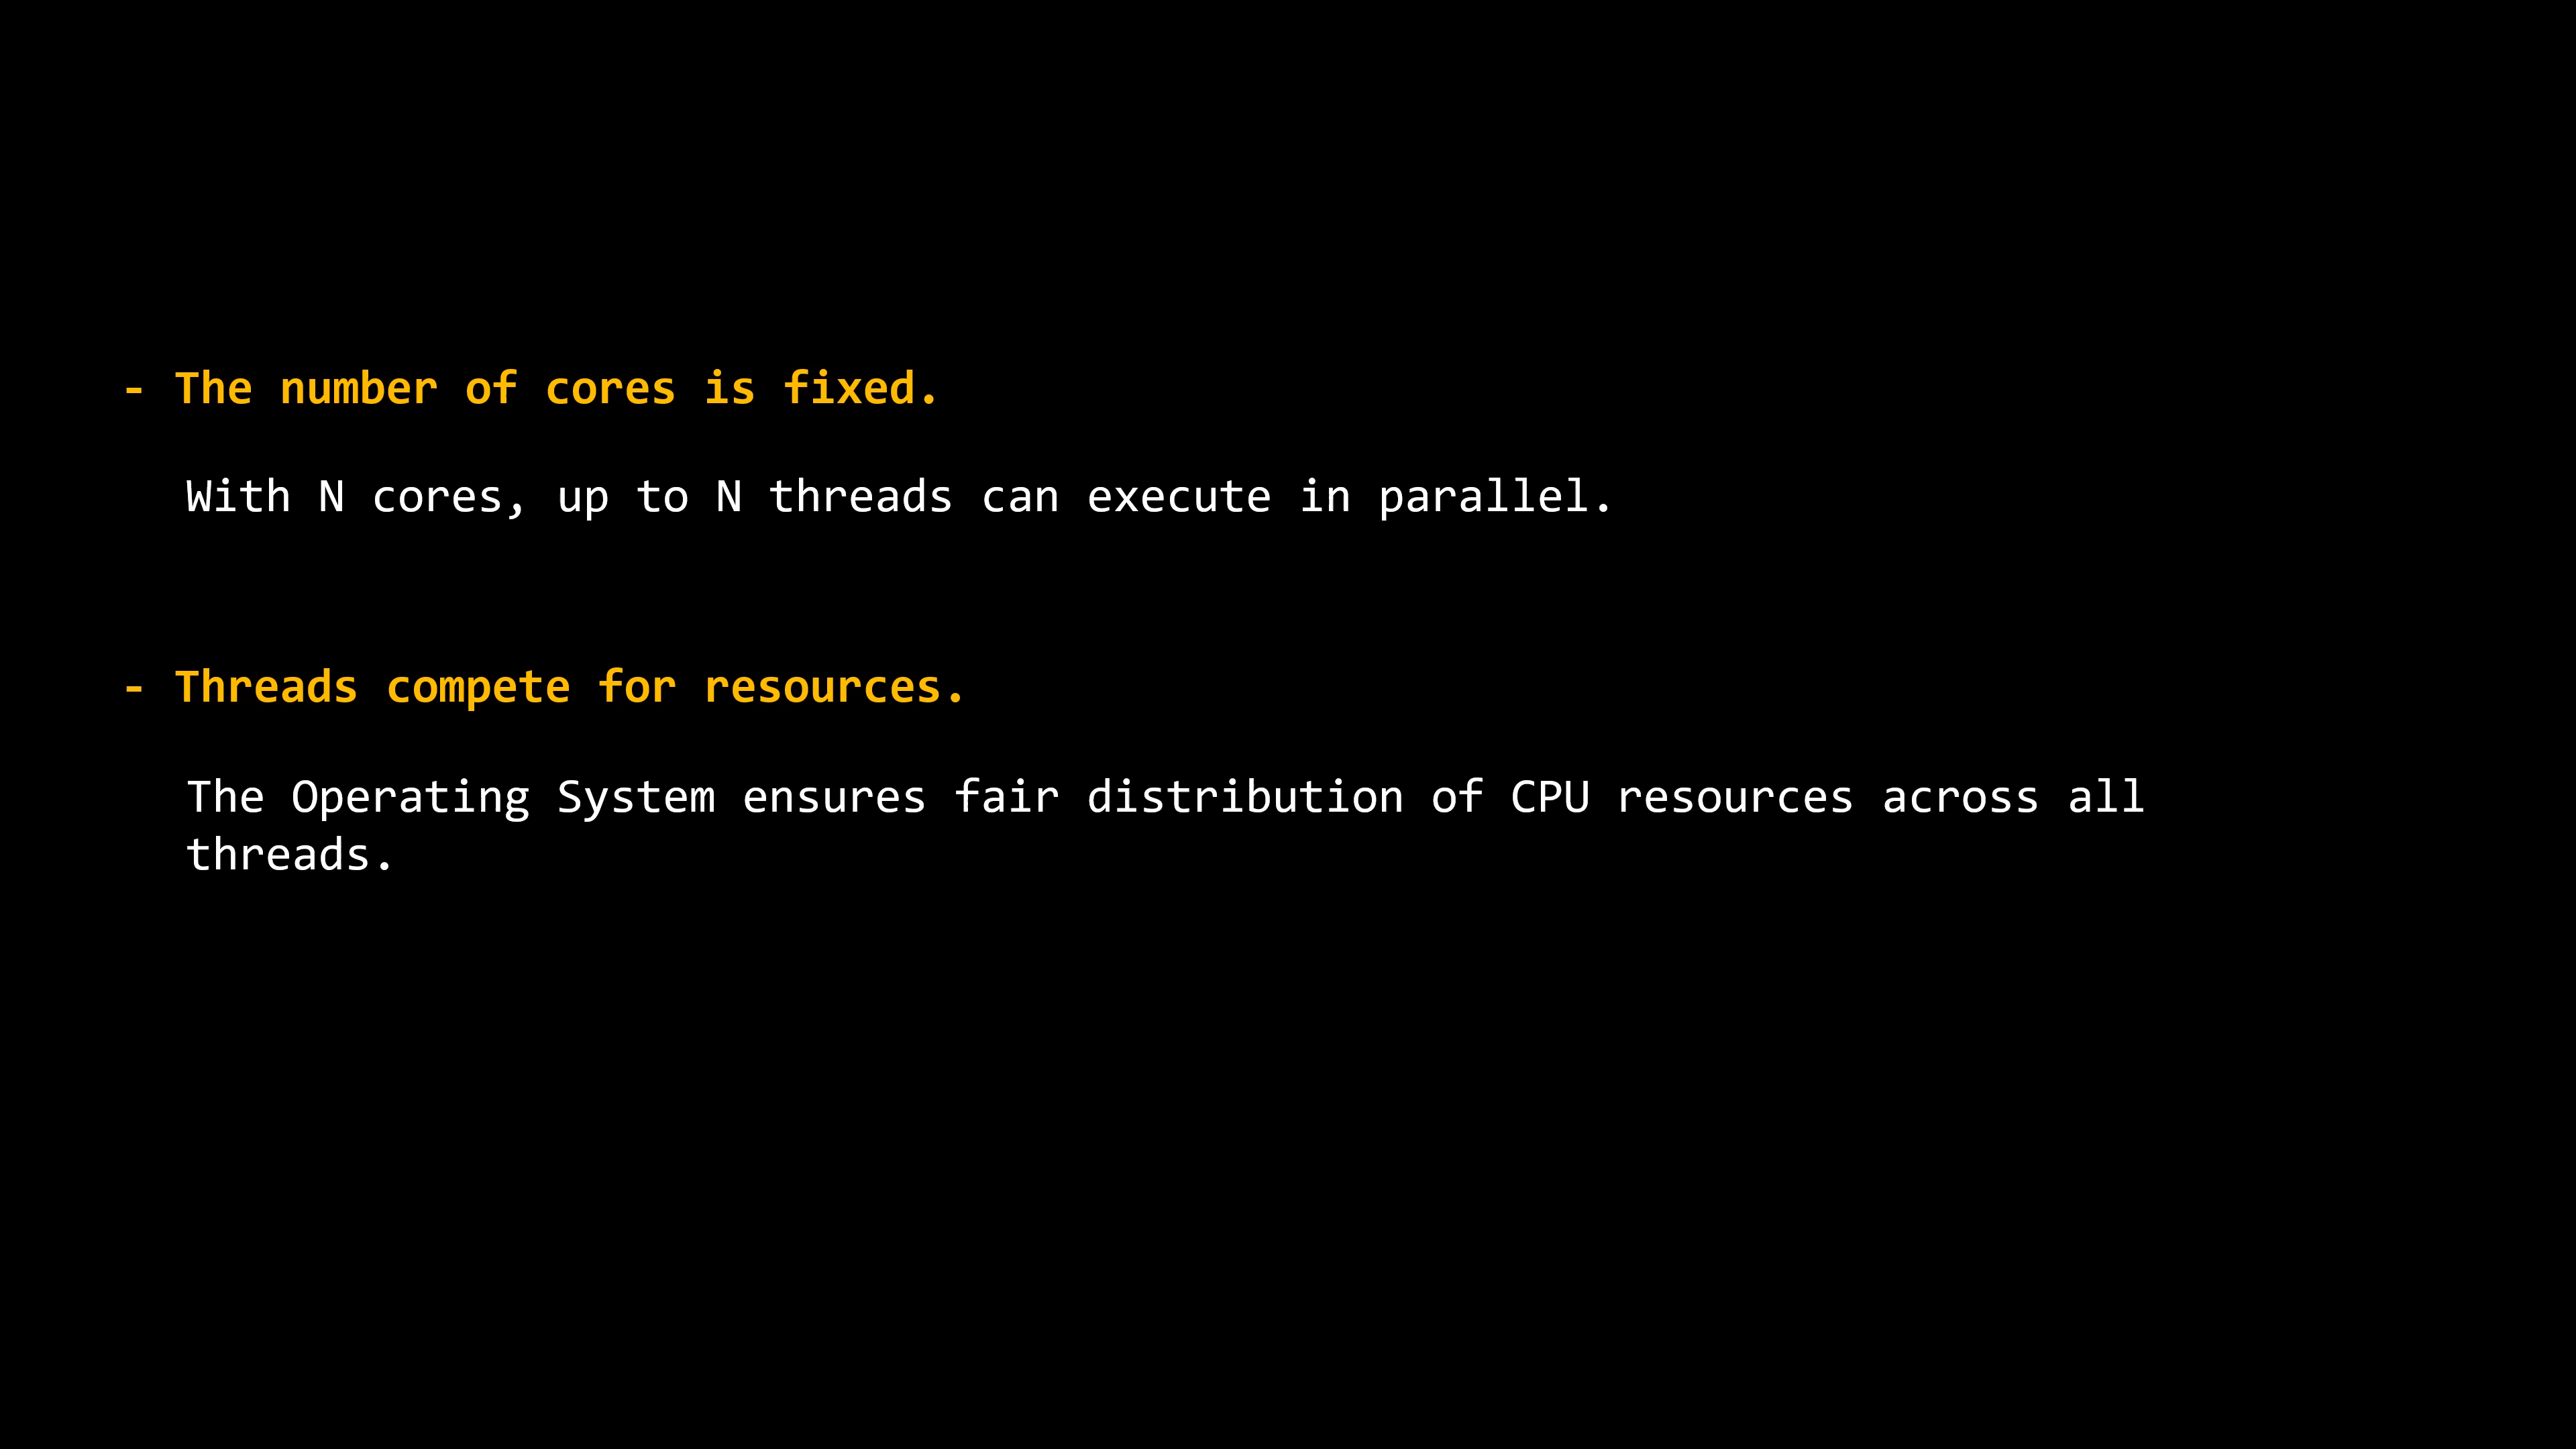 - The number of cores is fixed.
With N cores, up to N threads can execute in parallel.
- Threads compete for resources.
The Operating System ensures fair distribution of CPU resources across all
threads.